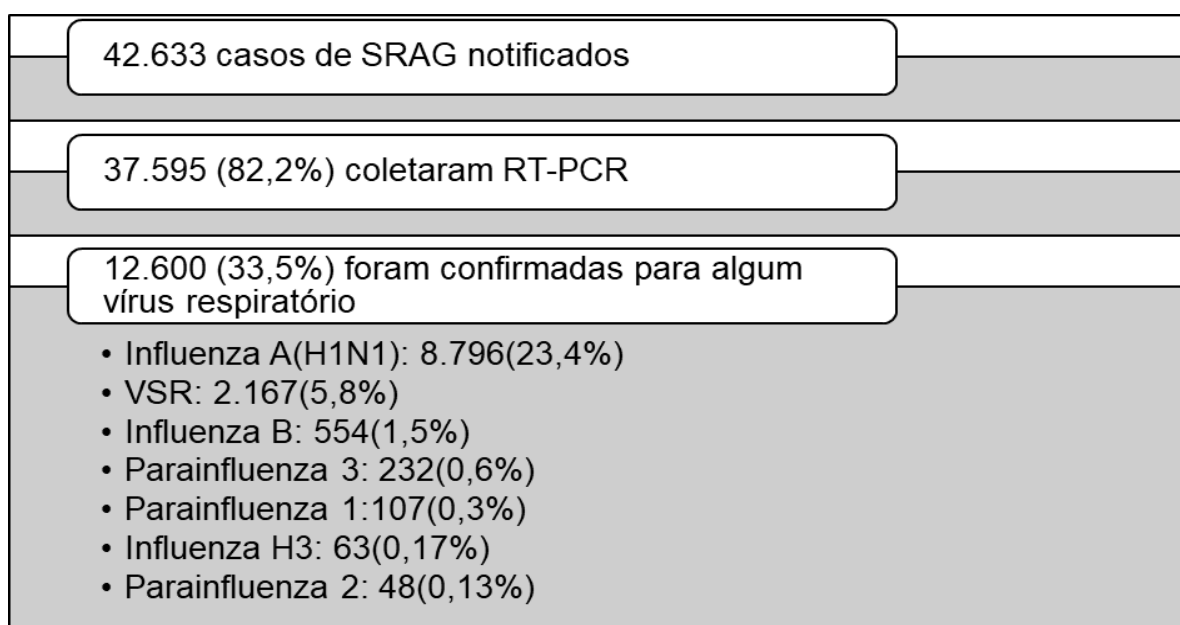 42.633 casos de SRAG notificados
37.595 (82,2%) coletaram RT-PCR
12.600 (33,5%) foram confirmadas para algum
vírus respiratório
• Influenza A(H1N1): 8.796(23,4%)
• VSR: 2.167(5,8%)
• Influenza B: 554(1,5%)
• Parainfluenza 3: 232(0,6%)
• Parainfluenza 1:107(0,3%)
• Influenza H3: 63(0,17%)
• Parainfluenza 2: 48(0,13%)